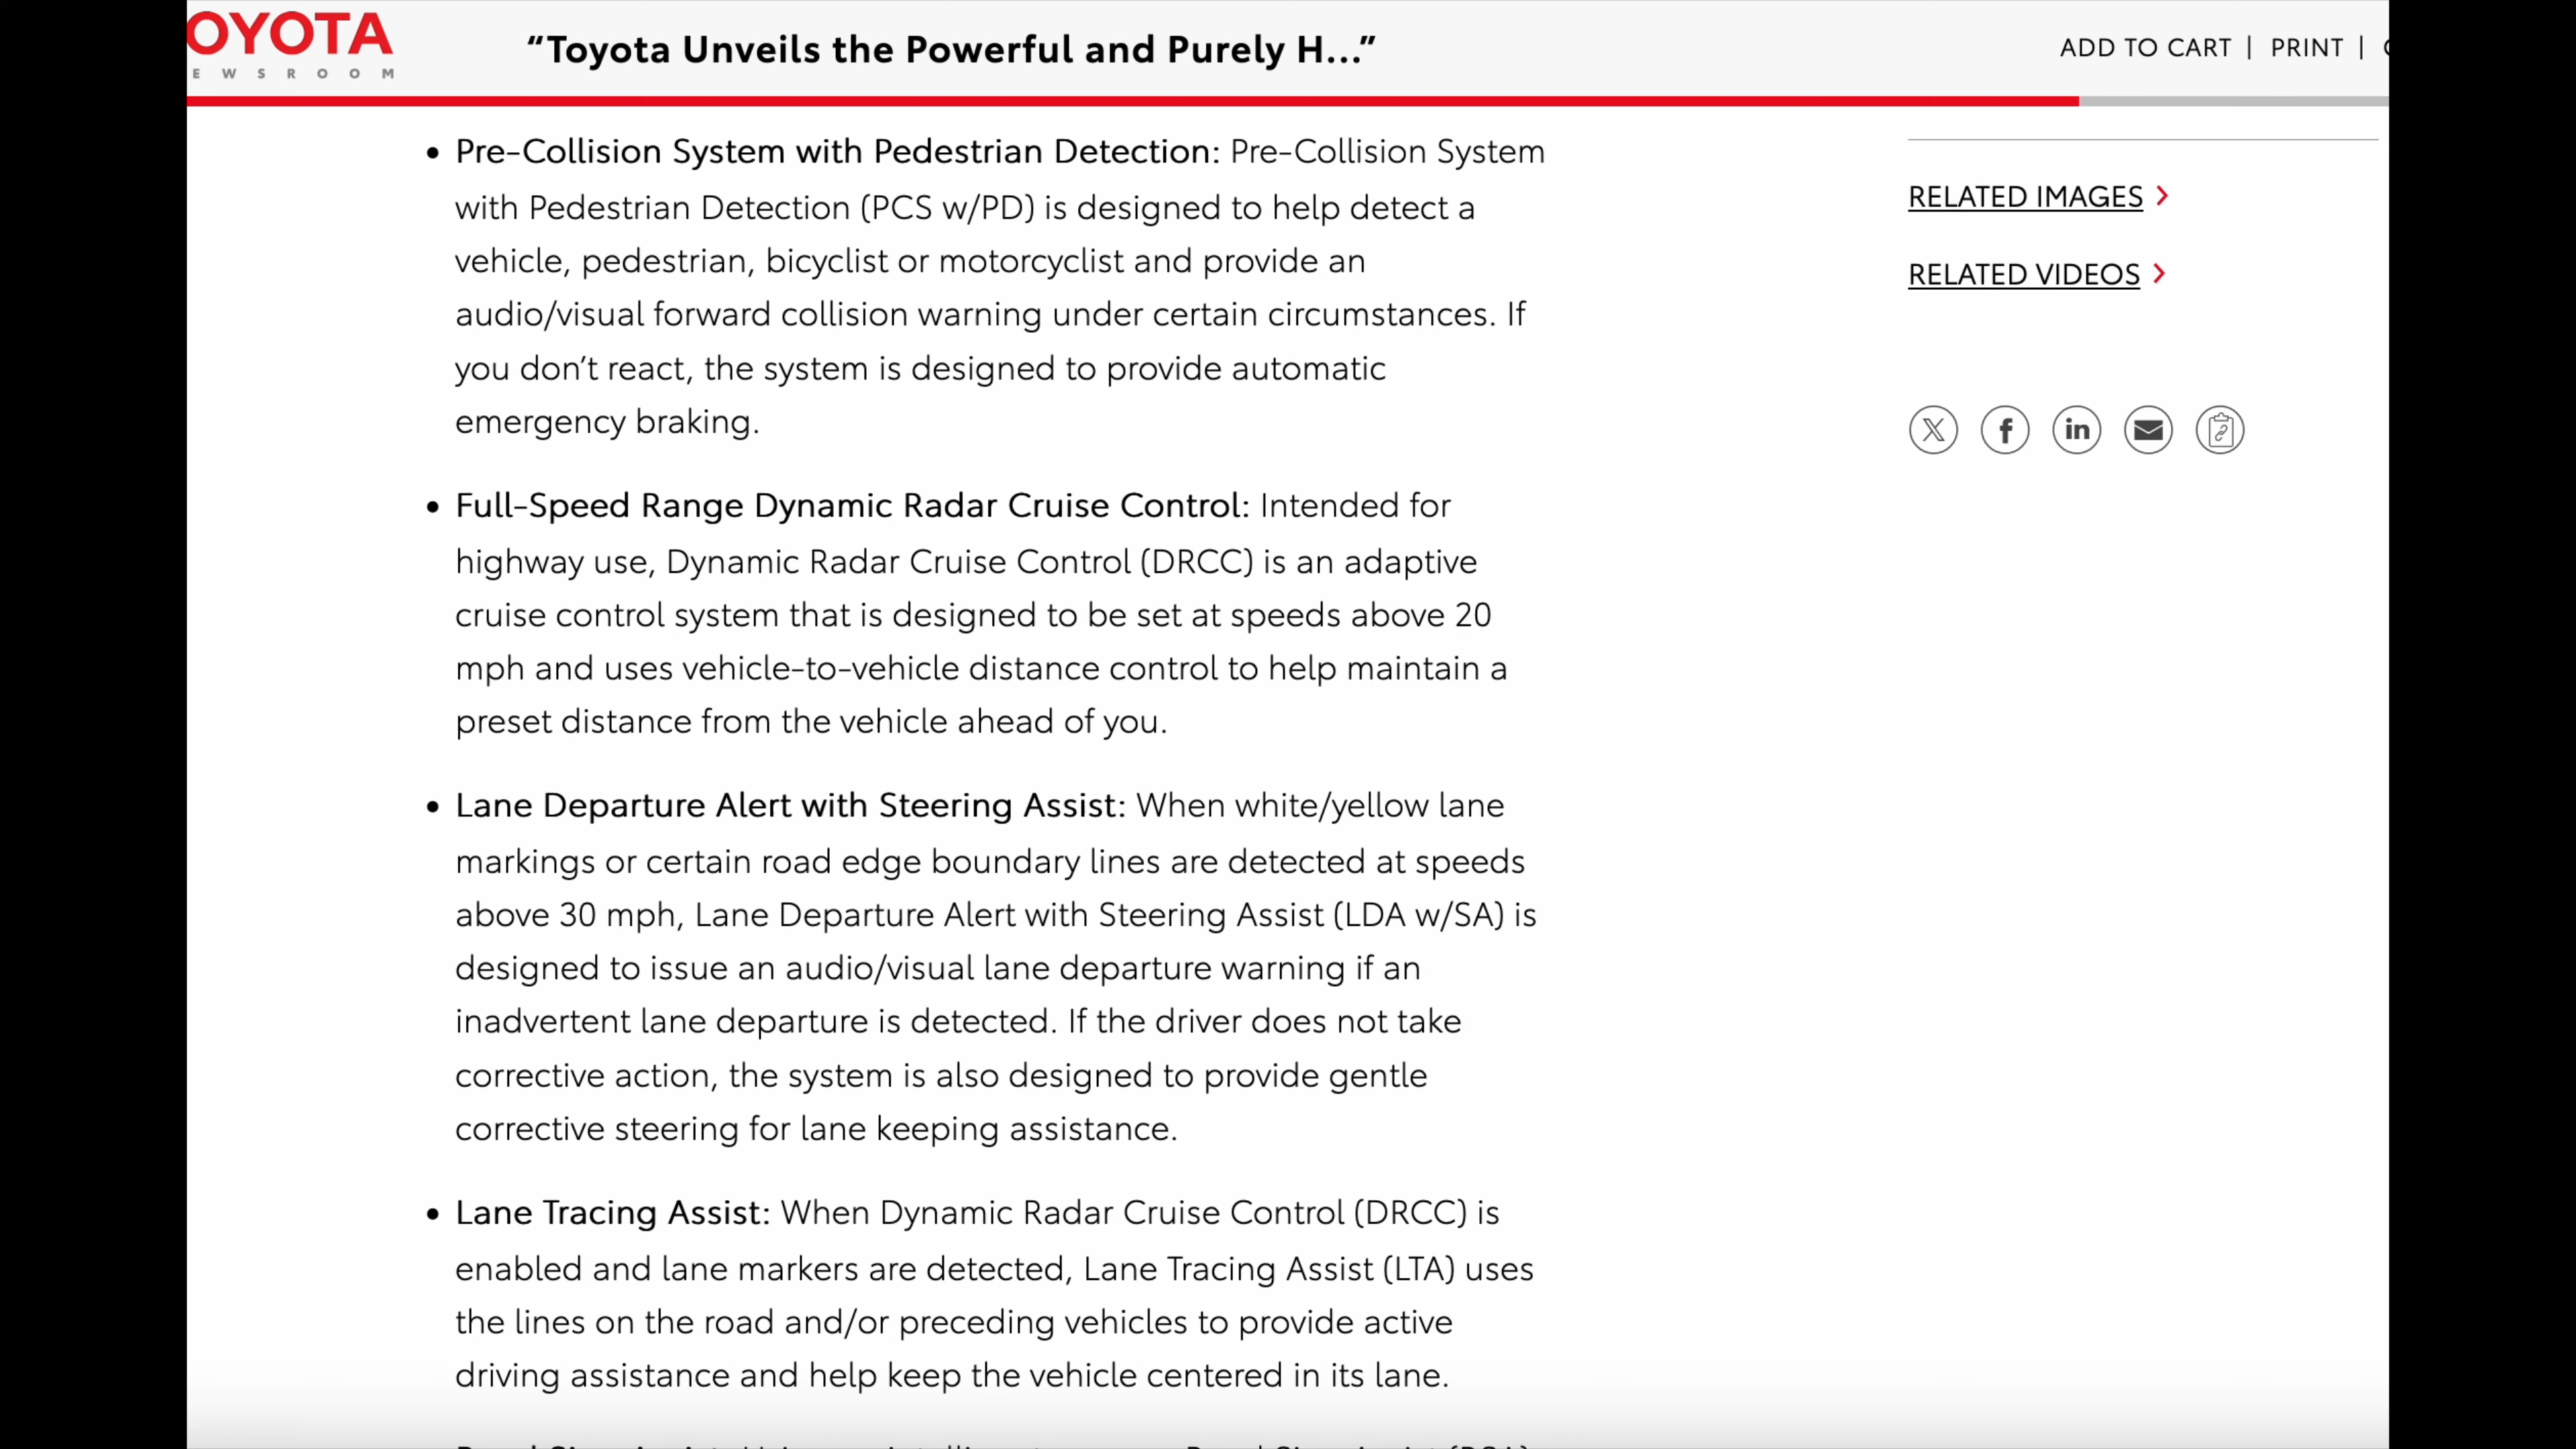 OYOTA
EWSROOM
“Toyota Unveils the Powerful and Purely H...”
ADD TO CART | PRINT |
• Pre-Collision System with Pedestrian Detection: Pre-Collision System
with Pedestrian Detection (PCS w/PD) is designed to help detect a
vehicle, pedestrian, bicyclist or motorcyclist and provide an
audio/visual forward collision warning under certain circumstances. If
you don’t react, the system is designed to provide automatic
emergency braking.
• Full-Speed Range Dynamic Radar Cruise Control: Intended for
highway use, Dynamic Radar Cruise Control (DRCC) is an adaptive
cruise control system that is designed to be set at speeds above 20
mph and uses vehicle-to-vehicle distance control to help maintain a
preset distance from the vehicle ahead of you.
• Lane Departure Alert with Steering Assist: When white/yellow lane
markings or certain road edge boundary lines are detected at speeds
above 30 mph, Lane Departure Alert with Steering Assist (LDA w/SA) is
designed to issue an audio/visual lane departure warning if an
inadvertent lane departure is detected. If the driver does not take
corrective action, the system is also designed to provide gentle
corrective steering for lane keeping assistance.
• Lane Tracing Assist: When Dynamic Radar Cruise Control (DRCC) is
enabled and lane markers are detected, Lane Tracing Assist (LTA) uses
the lines on the road and/or preceding vehicles to provide active
driving assistance and help keep the vehicle centered in its lane.
RELATED IMAGES
RELATED VIDEOS